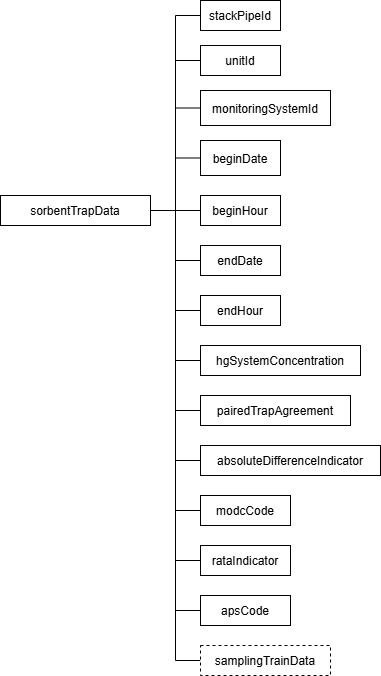 stackPipeId
unitId
monitoringSystemId
beginDate
sorbentTrapData
beginHour
endDate
endHour
hgSystemConcentration
pairedTrapAgreement
absoluteDifferenceIndicator
modcCode
rataIndicator
apsCode
samplingTrainData